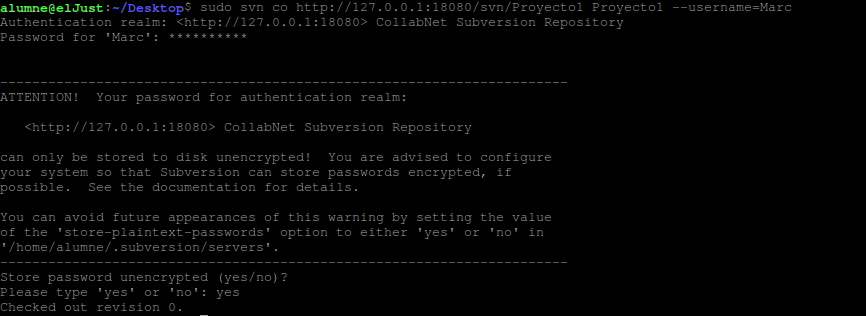 alumne@elJust:~/Desktop$ sudo svn co http://127.0.0.1:18080/svn/Proyecto1 Proyecto1 --username=Marc
Authentication realm: <http://127.0.0.1:18080> CollabNet Subversion Repository
Password for 'Marc': **********
-----------------------------------------------------------------------
ATTENTION!  Your password for authentication realm:
   <http://127.0.0.1:18080> CollabNet Subversion Repository
can only be stored to disk unencrypted!  You are advised to configure
your system so that Subversion can store passwords encrypted, if
possible.  See the documentation for details.
You can avoid future appearances of this warning by setting the value
of the 'store-plaintext-passwords' option to either 'yes' or 'no' in
'/home/alumne/.subversion/servers'.
-----------------------------------------------------------------------
Store password unencrypted (yes/no)?
Please type 'yes' or 'no': yes
Checked out revision 0.